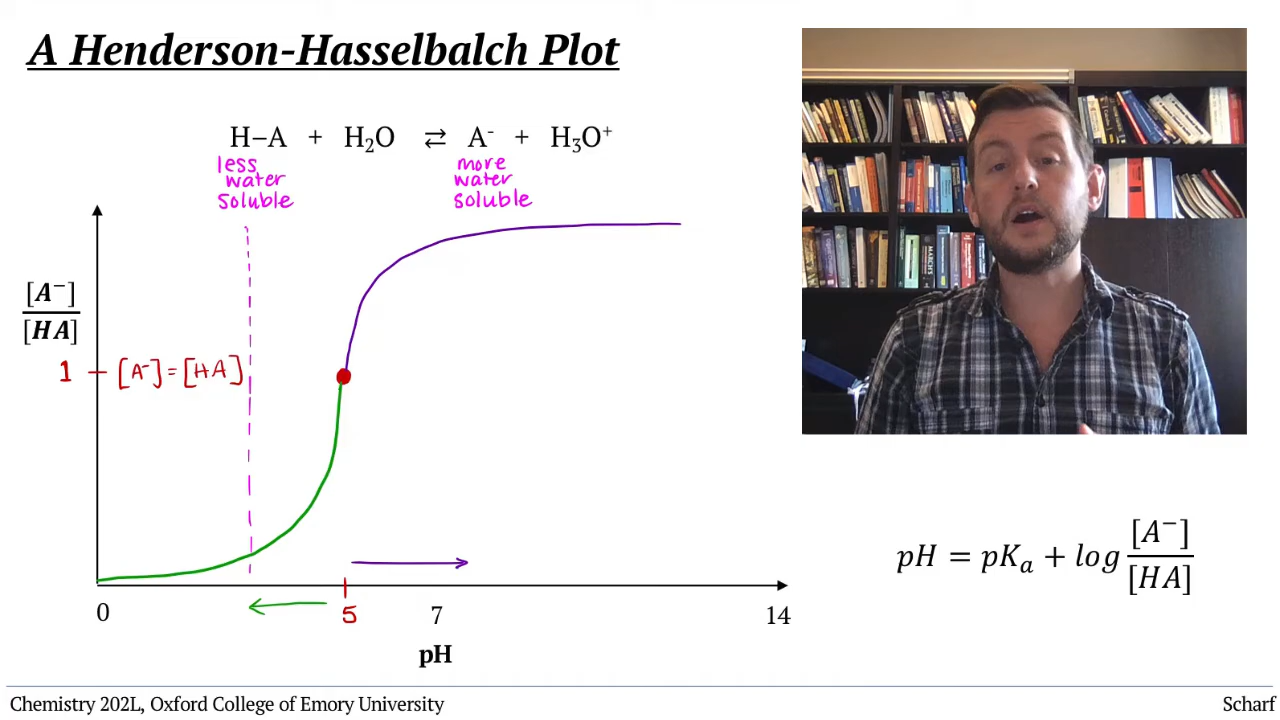 A Henderson-Hasselbalch Plot
H–A + H₂O ⇄ A⁻ + H₃O⁺
less
water
soluble
more
water
soluble
[A⁻]
[HA]
1
[A⁻]=[HA]
0
5
7
14
pH
pH = pKₐ + log [A⁻]/[HA]
Chemistry 202L, Oxford College of Emory University
Scharf